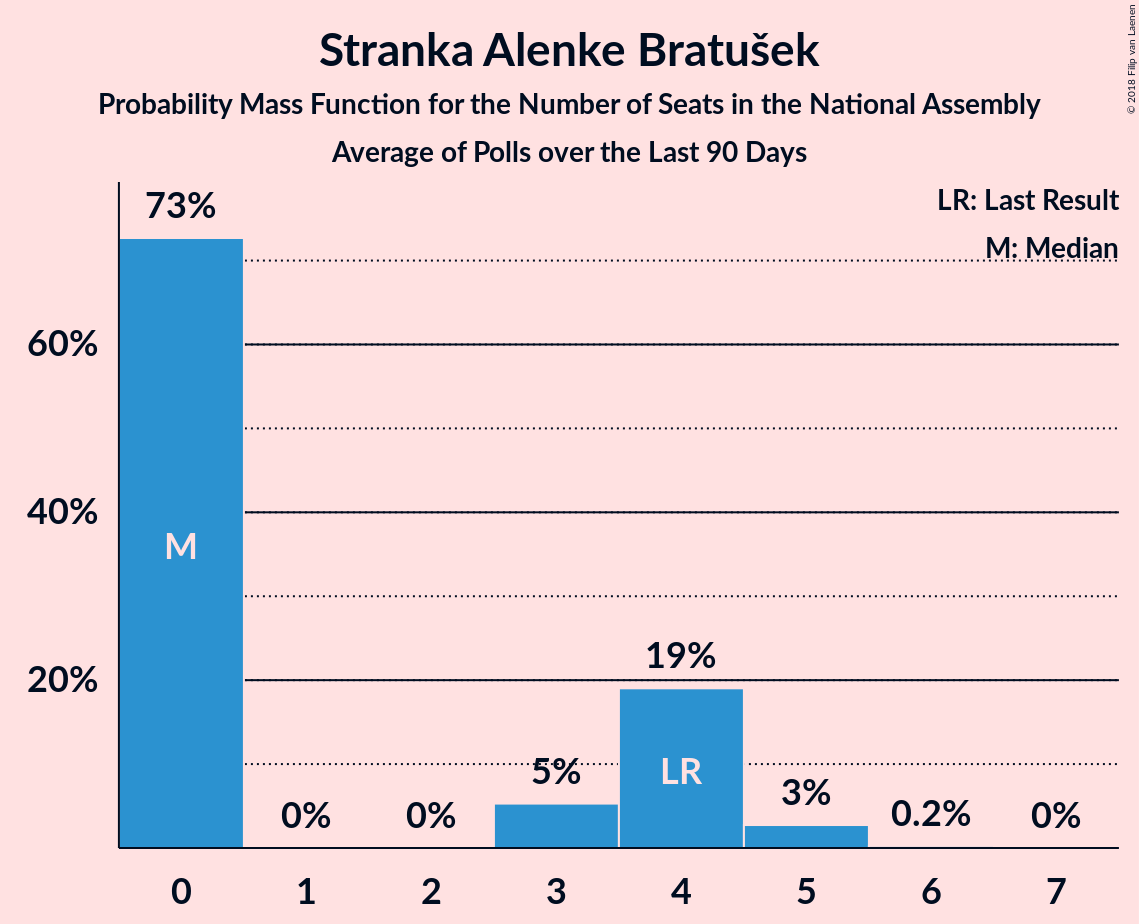 Stranka Alenke Bratušek
Probability Mass Function for the Number of Seats in the National Assembly
Average of Polls over the Last 90 Days
© 2018 Filip van Laenen
LR: Last Result
M: Median
73%
60%
40%
20%
M
0%
0%
5%
19%
LR
3%
0.2%
0%
0 1 2 3 4 5 6 7